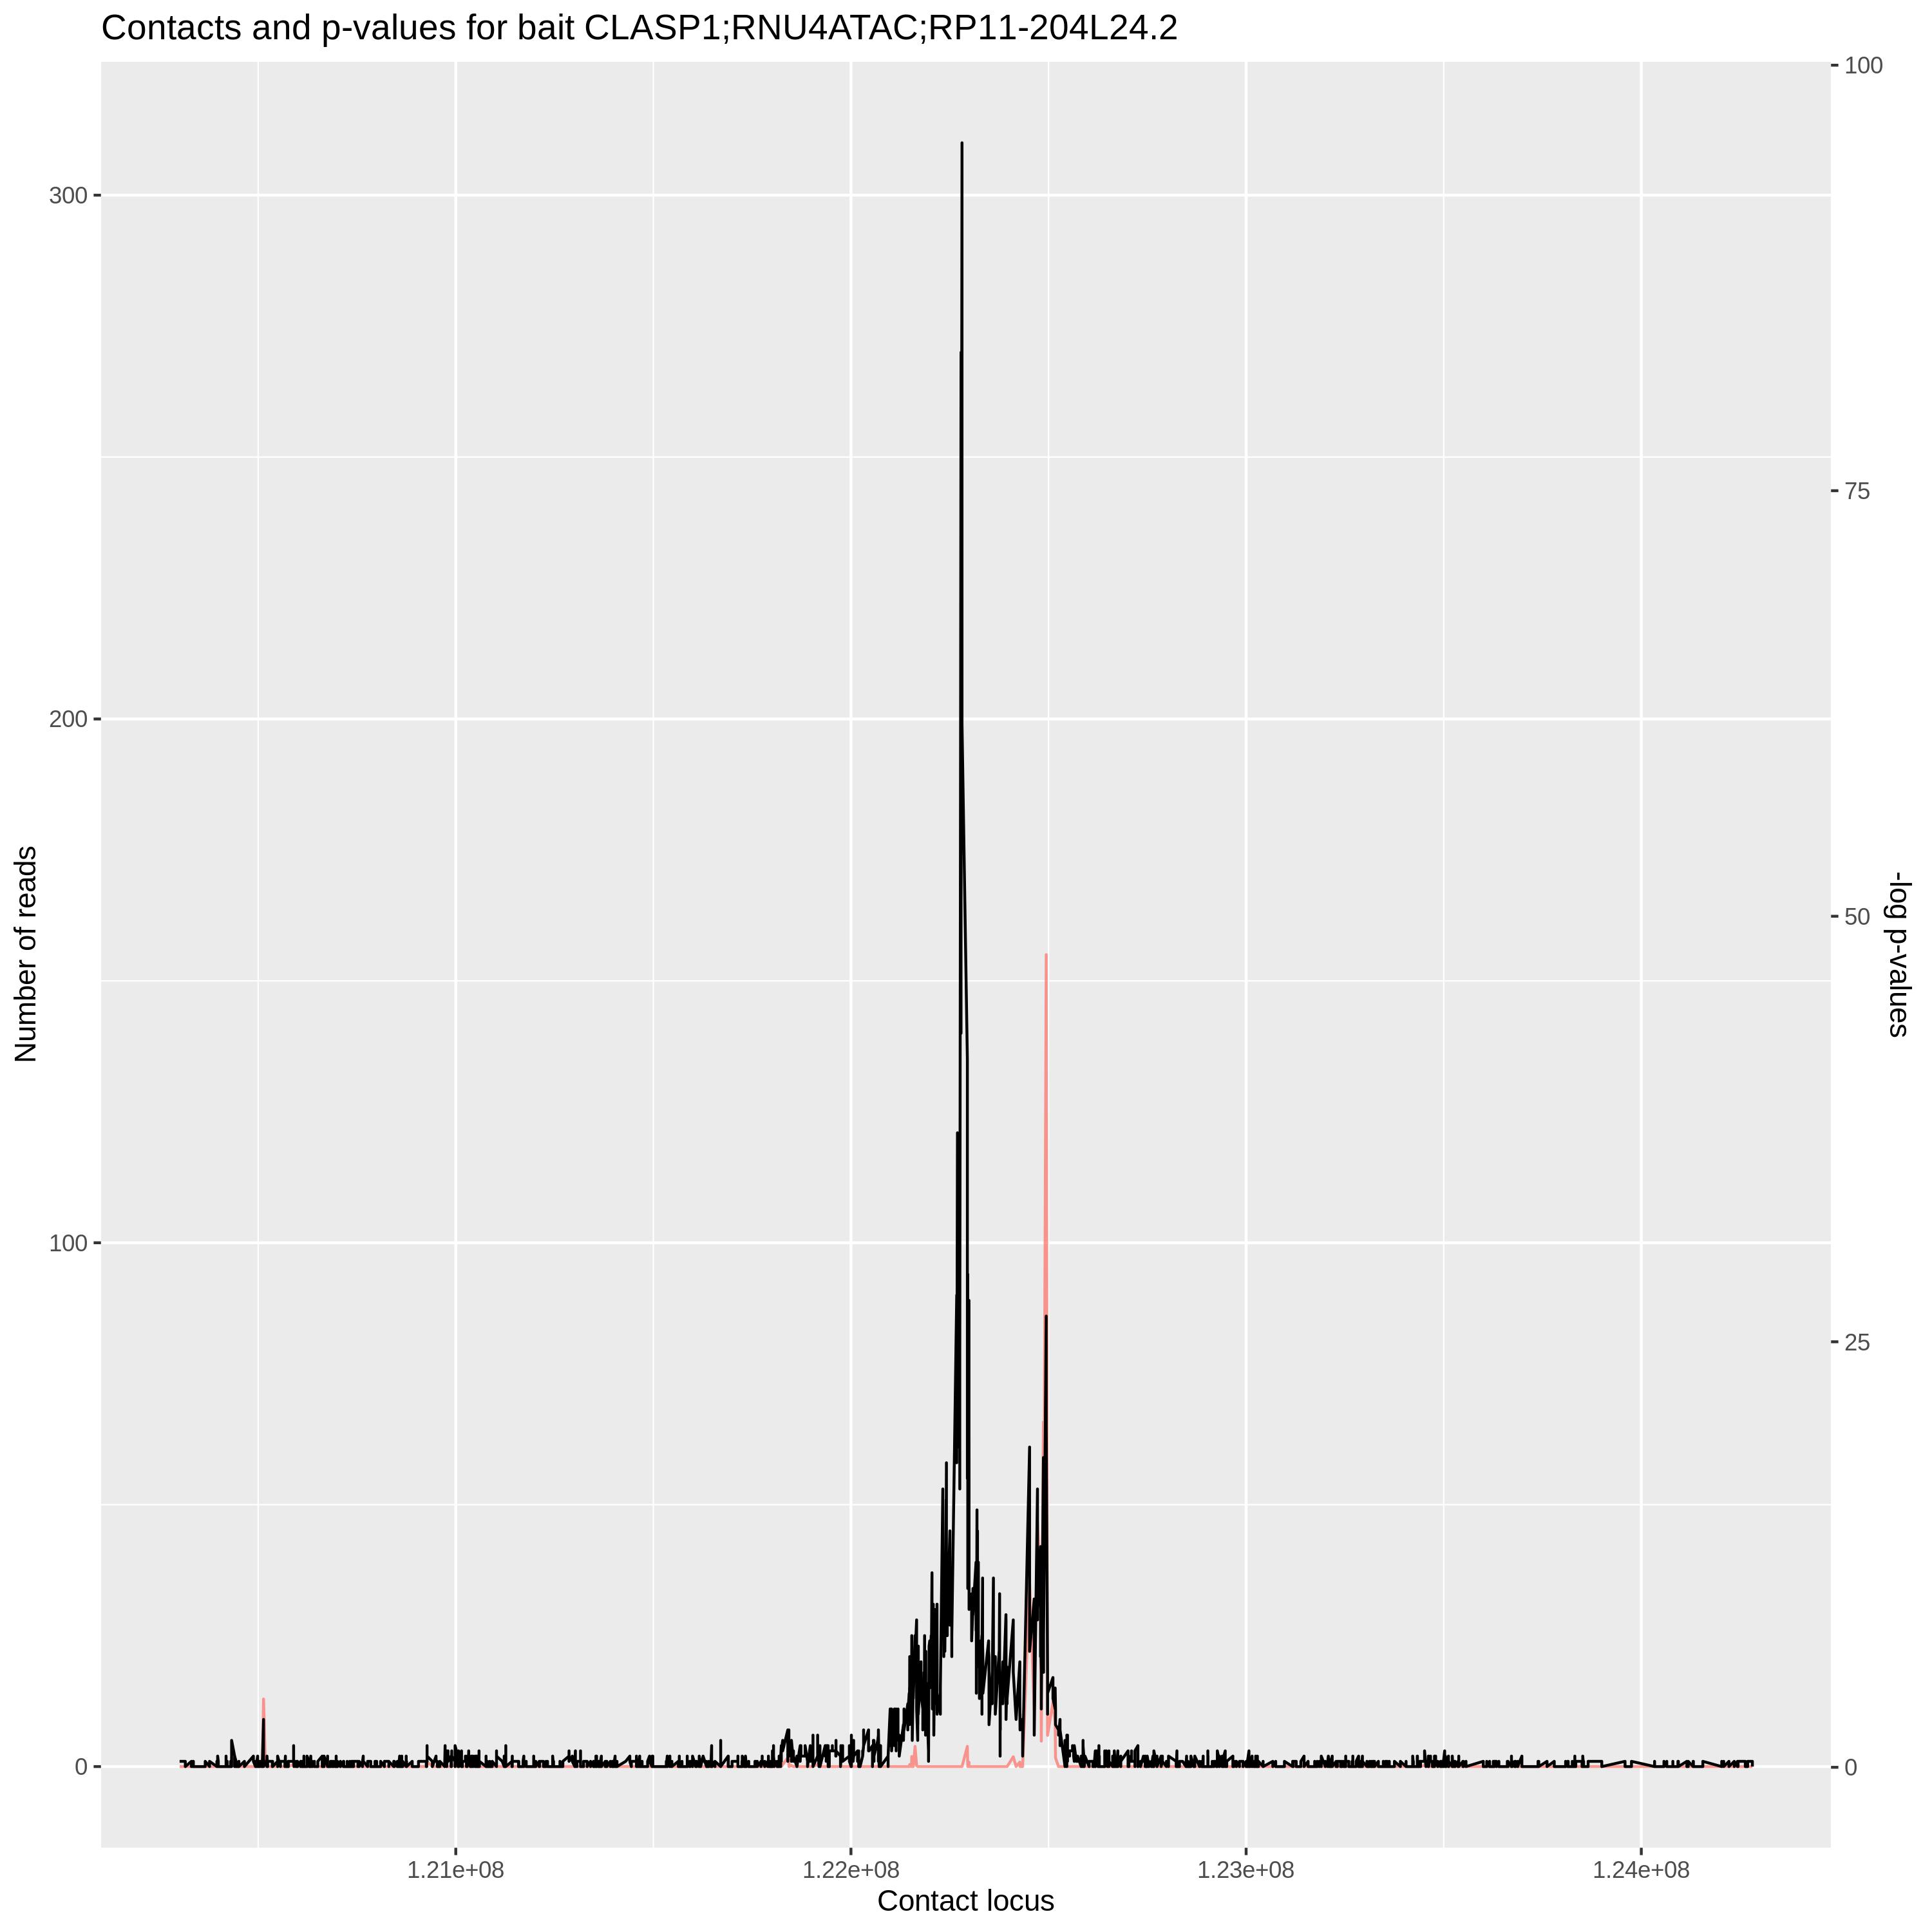 Contacts and p-values for bait CLASP1;RNU4ATAC;RP11-204L24.2
100
300
75
200
Number of reads
50
-log p-values
100
25
0
0
1.21e+08
1.22e+08
1.23e+08
1.24e+08
Contact locus